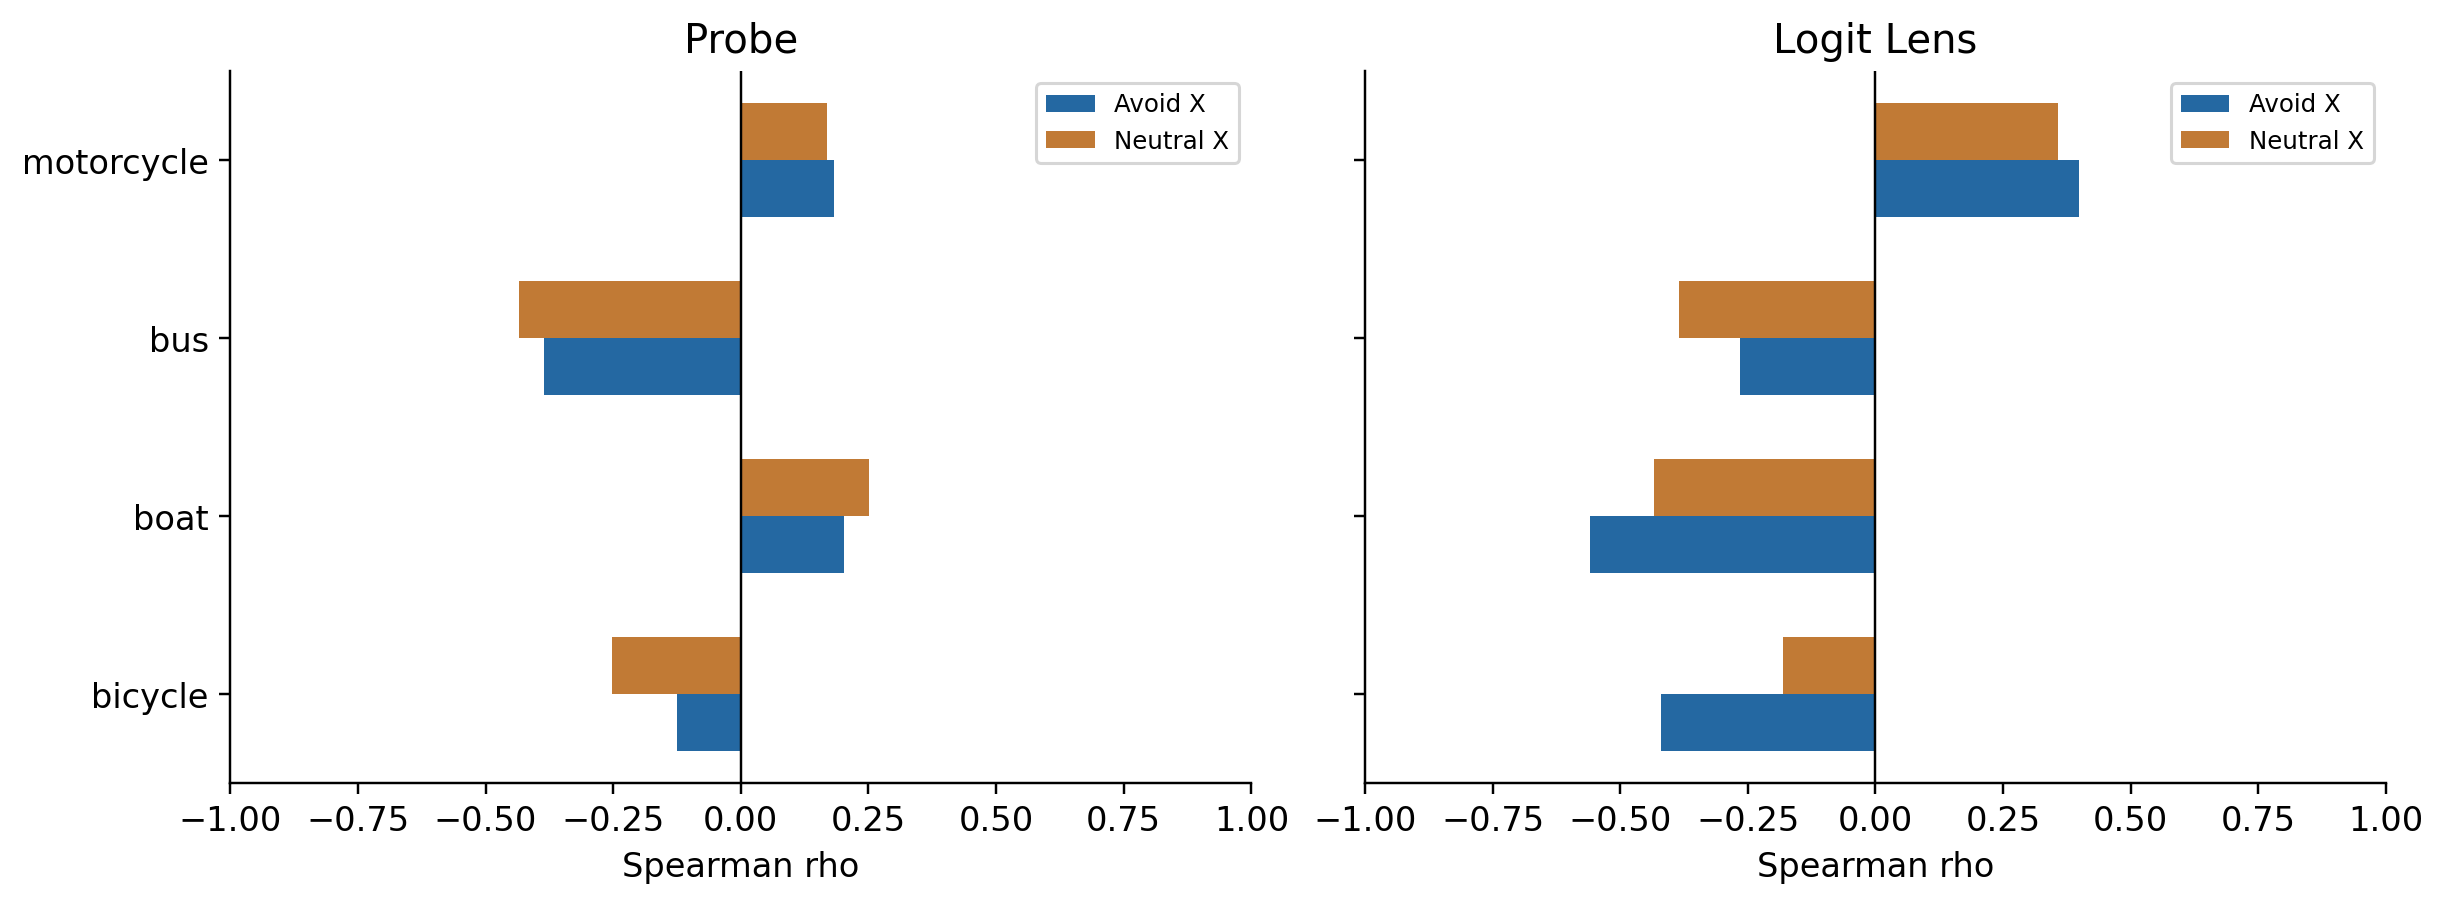 Probe
Avoid X
Neutral X
motorcycle
bus
boat
bicycle
−1.00 −0.75 −0.50 −0.25 0.00 0.25 0.50 0.75 1.00
Spearman rho
Logit Lens
Avoid X
Neutral X
−1.00 −0.75 −0.50 −0.25 0.00 0.25 0.50 0.75 1.00
Spearman rho